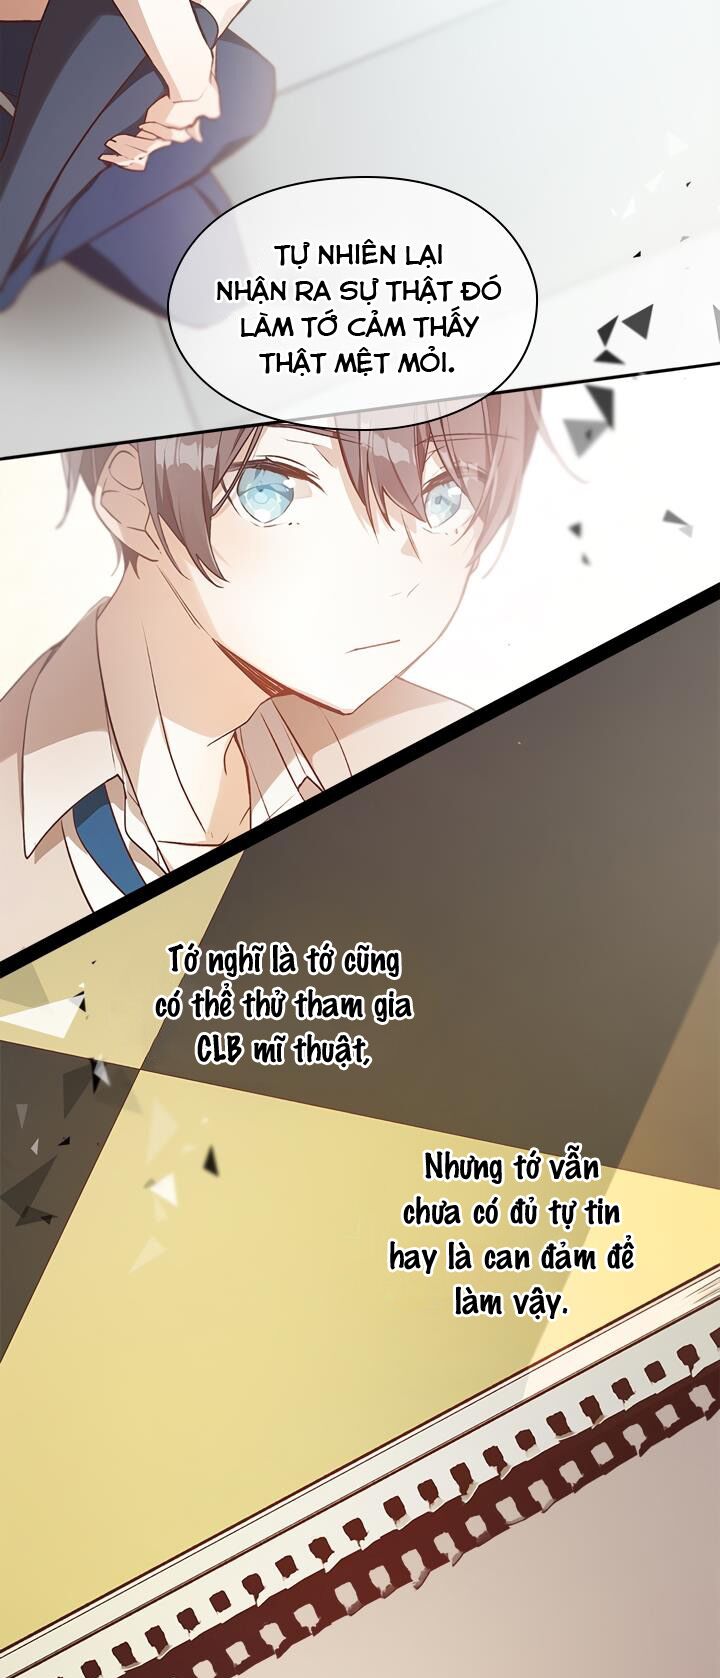 TỰ NHIÊN LẠI
NHẬN RA SỰ THẬT ĐÓ
LÀM TỚ CẢM THẤY
THẬT MỆT MỎI.
Tớ nghĩ là tớ cũng
có thể thử tham gia
CLB mĩ thuật,
Nhưng tớ vẫn
chưa có đủ tự tin
hay là can đảm để
làm vậy.